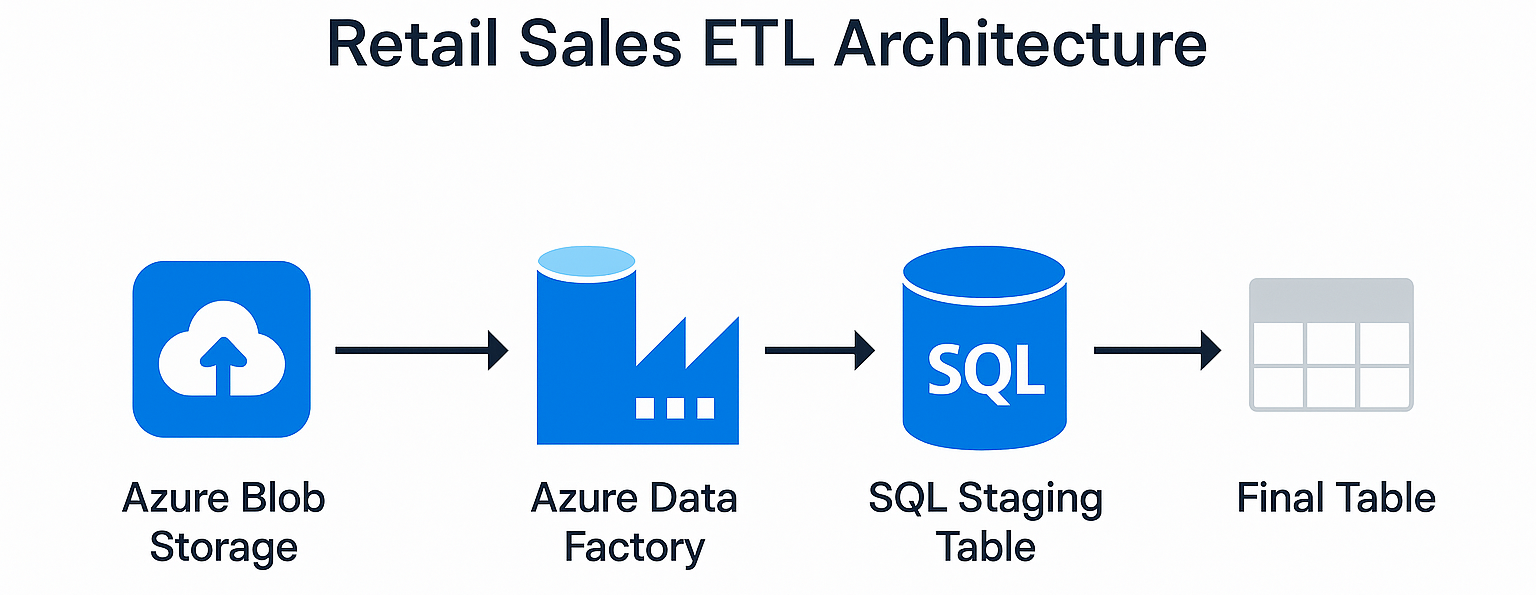 Retail Sales ETL Architecture
SQL
Azure Blob
Storage
Azure Data
Factory
SQL Staging
Table
Final Table